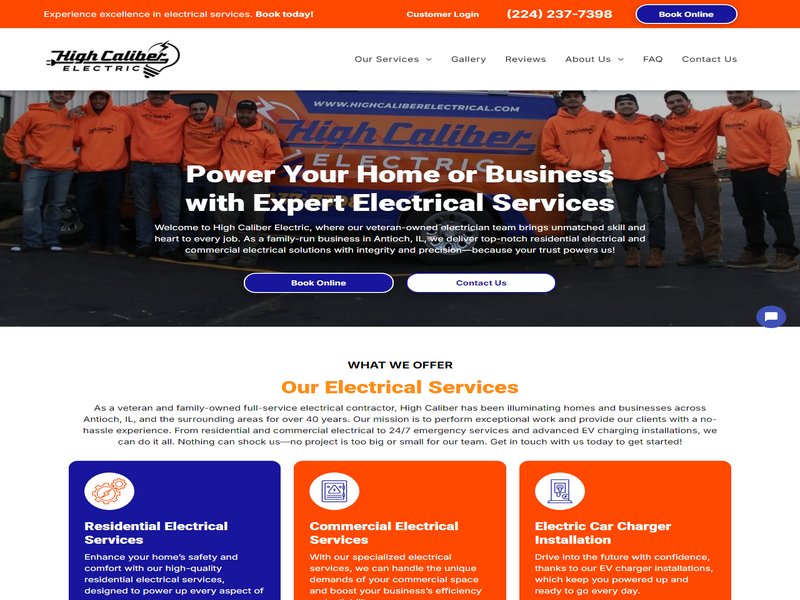 Experience excellence in electrical services. Book today!
Customer Login
(224) 237-7398
Book Online
High Caliber
ELECTRIC
Our Services
Gallery
Reviews
About Us
FAQ
Contact Us
WWW.HIGHCALIBERELECTRICAL.COM
High Caliber
ELECTRIC
Power Your Home or Business
with Expert Electrical Services
Welcome to High Caliber Electric, where our veteran-owned electrician team brings unmatched skill and
heart to every job. As a family-run business in Antioch, IL, we deliver top-notch residential electrical and
commercial electrical solutions with integrity and precision—because your trust powers us!
Book Online
Contact Us
WHAT WE OFFER
Our Electrical Services
As a veteran and family-owned full-service electrical contractor, High Caliber has been illuminating homes and businesses across
Antioch, IL, and the surrounding areas for over 40 years. Our mission is to perform exceptional work and provide our clients with a no-
hassle experience. From residential and commercial electrical to 24/7 emergency services and advanced EV charging installations, we
can do it all. Nothing can shock us—no project is too big or small for our team. Get in touch with us today to get started!
Residential Electrical
Services
Enhance your home's safety and
comfort with our high-quality
residential electrical services,
designed to power up every aspect of
Commercial Electrical
Services
With our specialized electrical
services, we can handle the unique
demands of your commercial space
and boost your business's efficiency
Electric Car Charger
Installation
Drive into the future with confidence,
thanks to our EV charger installations,
which keep you powered up and
ready to go every day.